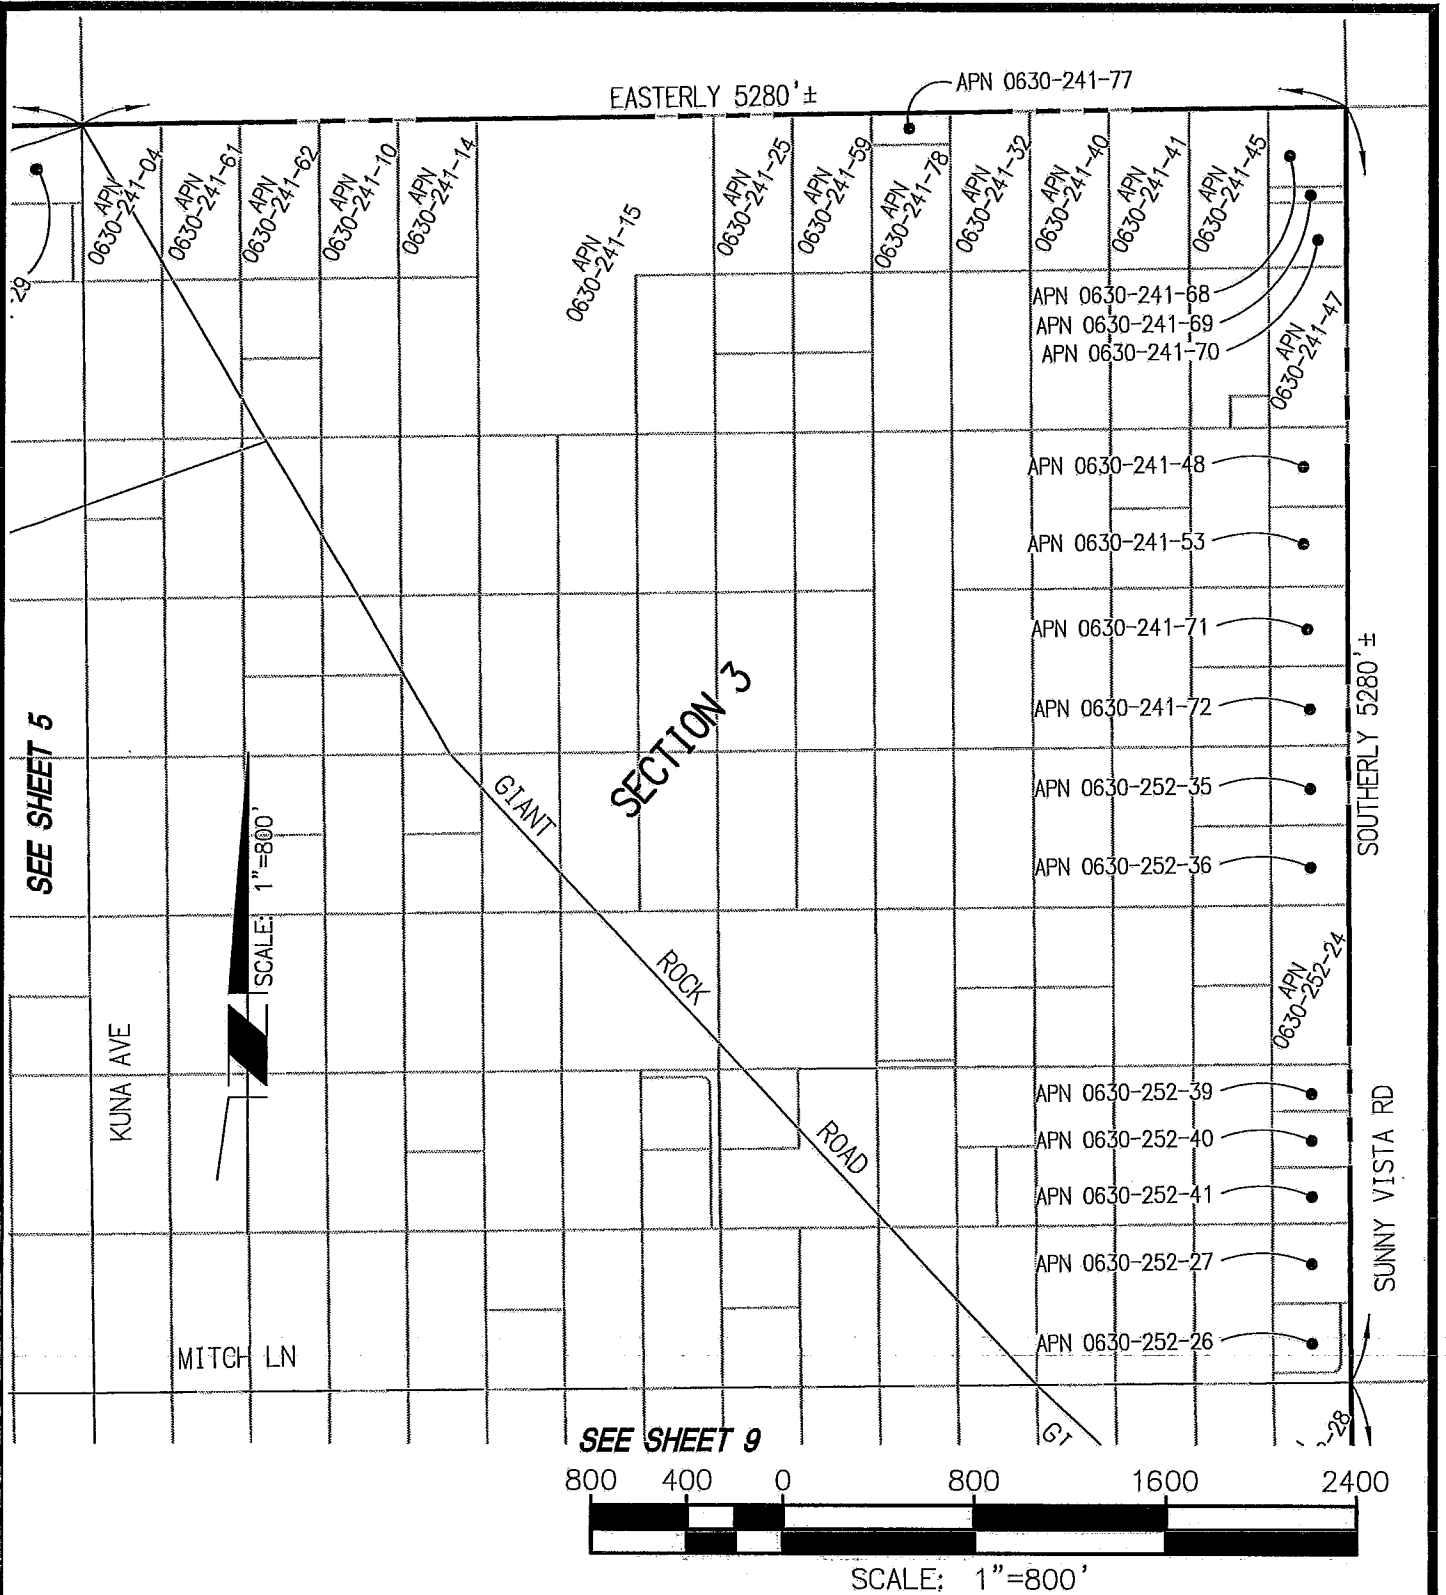 EASTERLY 5280'±
APN 0630-241-77
APN
0630-241-04
APN
0630-241-61
APN
0630-241-62
APN
0630-241-10
APN
0630-241-14
APN
0630-241-15
APN
0630-241-25
APN
0630-241-59
APN
0630-241-78
APN
0630-241-32
APN
0630-241-40
APN
0630-241-41
APN
0630-241-45
-29
APN 0630-241-68
APN 0630-241-69
APN 0630-241-70
APN
0630-241-47
APN 0630-241-48
APN 0630-241-53
APN 0630-241-71
APN 0630-241-72
SOUTHERLY 5280'±
SECTION 3
SEE SHEET 5
APN 0630-252-35
APN 0630-252-36
GIANT
ROCK
ROAD
SCALE: 1"=800'
KUNA AVE
APN
0630-252-24
APN 0630-252-39
APN 0630-252-40
APN 0630-252-41
APN 0630-252-27
APN 0630-252-26
SUNNY VISTA RD
MITCH LN
GI
-28
SEE SHEET 9
800 400 0 800 1600 2400
SCALE: 1"=800'